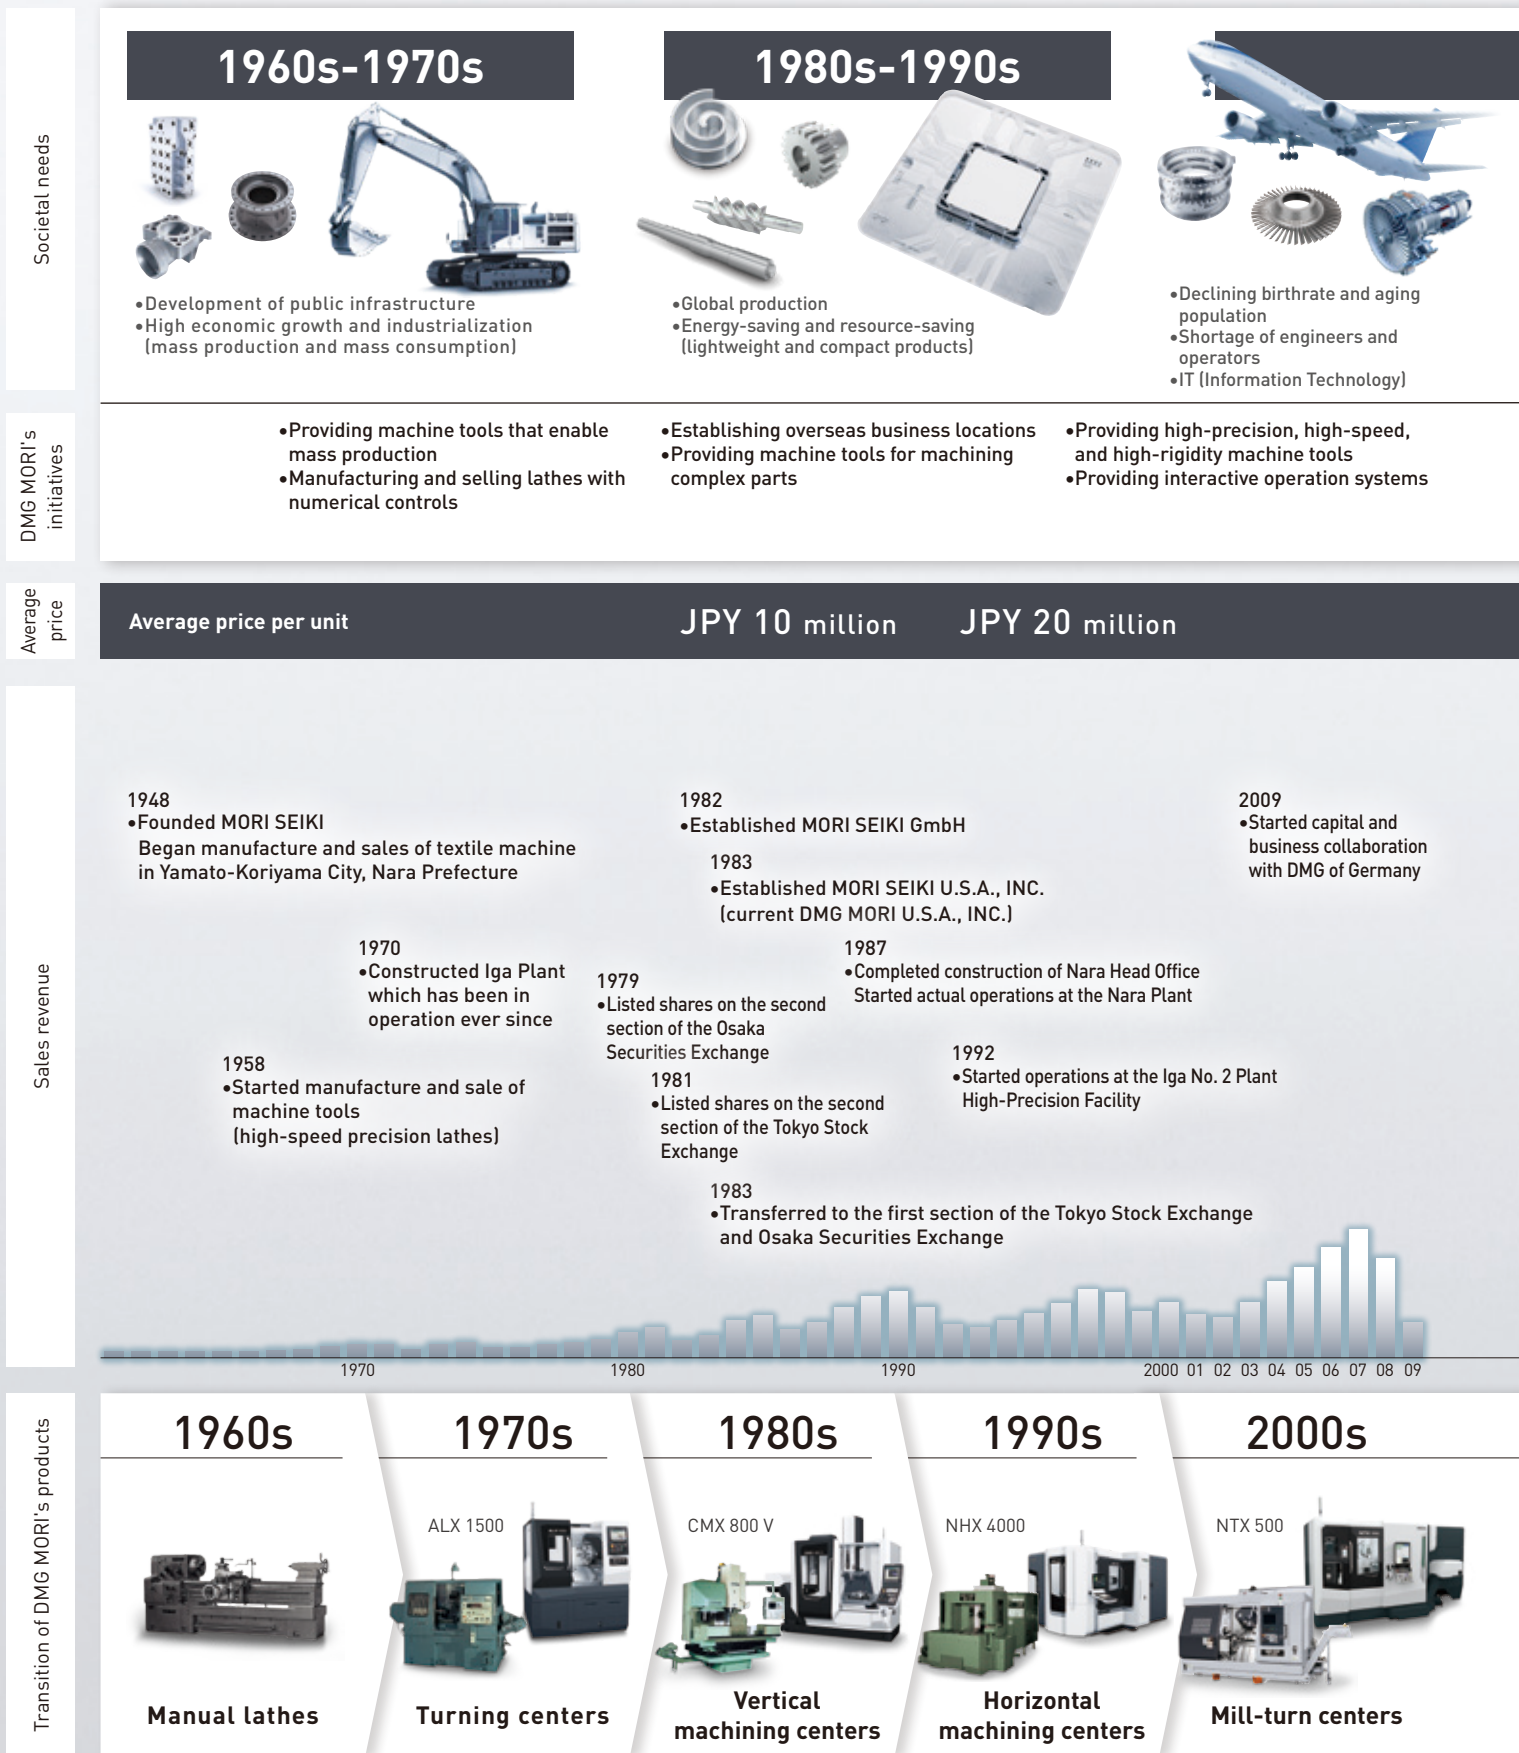 Societal needs
1960s-1970s
•Development of public infrastructure
•High economic growth and industrialization
(mass production and mass consumption)
1980s-1990s
•Global production
•Energy-saving and resource-saving
(lightweight and compact products)
•Declining birthrate and aging
population
•Shortage of engineers and
operators
•IT (Information Technology)
DMG MORI's
initiatives
•Providing machine tools that enable
mass production
•Manufacturing and selling lathes with
numerical controls
•Establishing overseas business locations
•Providing machine tools for machining
complex parts
•Providing high-precision, high-speed,
and high-rigidity machine tools
•Providing interactive operation systems
Average
price
Average price per unit
JPY 10 million
JPY 20 million
Sales revenue
1948
•Founded MORI SEIKI
Began manufacture and sales of textile machine
in Yamato-Koriyama City, Nara Prefecture
1958
•Started manufacture and sale of
machine tools
(high-speed precision lathes)
1970
•Constructed Iga Plant
which has been in
operation ever since
1979
•Listed shares on the second
section of the Osaka
Securities Exchange
1981
•Listed shares on the second
section of the Tokyo Stock
Exchange
1982
•Established MORI SEIKI GmbH
1983
•Established MORI SEIKI U.S.A., INC.
(current DMG MORI U.S.A., INC.)
1983
•Transferred to the first section of the Tokyo Stock Exchange
and Osaka Securities Exchange
1987
•Completed construction of Nara Head Office
Started actual operations at the Nara Plant
1992
•Started operations at the Iga No. 2 Plant
High-Precision Facility
2009
•Started capital and
business collaboration
with DMG of Germany
1970 1980 1990 2000 01 02 03 04 05 06 07 08 09
Transition of DMG MORI's products
1960s
Manual lathes
1970s
ALX 1500
Turning centers
1980s
CMX 800 V
Vertical
machining centers
1990s
NHX 4000
Horizontal
machining centers
2000s
NTX 500
Mill-turn centers